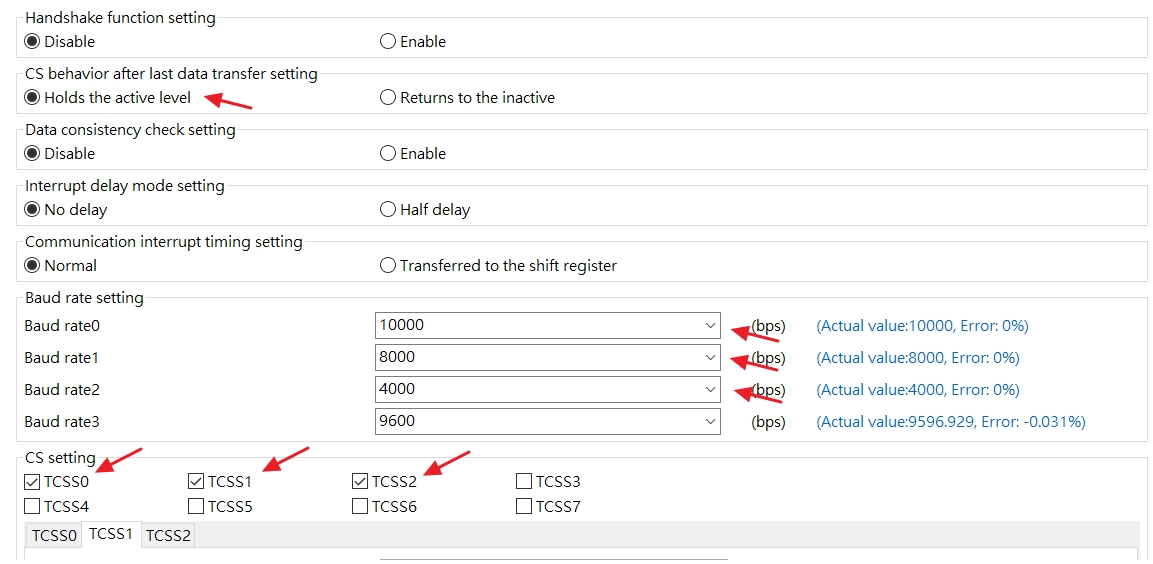 Handshake function setting
Disable Enable
CS behavior after last data transfer setting
Holds the active level Returns to the inactive
Data consistency check setting
Disable Enable
Interrupt delay mode setting
No delay Half delay
Communication interrupt timing setting
Normal Transferred to the shift register
Baud rate setting
Baud rate0 10000 (bps) (Actual value:10000, Error: 0%)
Baud rate1 8000 (bps) (Actual value:8000, Error: 0%)
Baud rate2 4000 (bps) (Actual value:4000, Error: 0%)
Baud rate3 9600 (bps) (Actual value:9596.929, Error: -0.031%)
CS setting
TCSS0 TCSS1 TCSS2 TCSS3
TCSS4 TCSS5 TCSS6 TCSS7
TCSS0 TCSS1 TCSS2